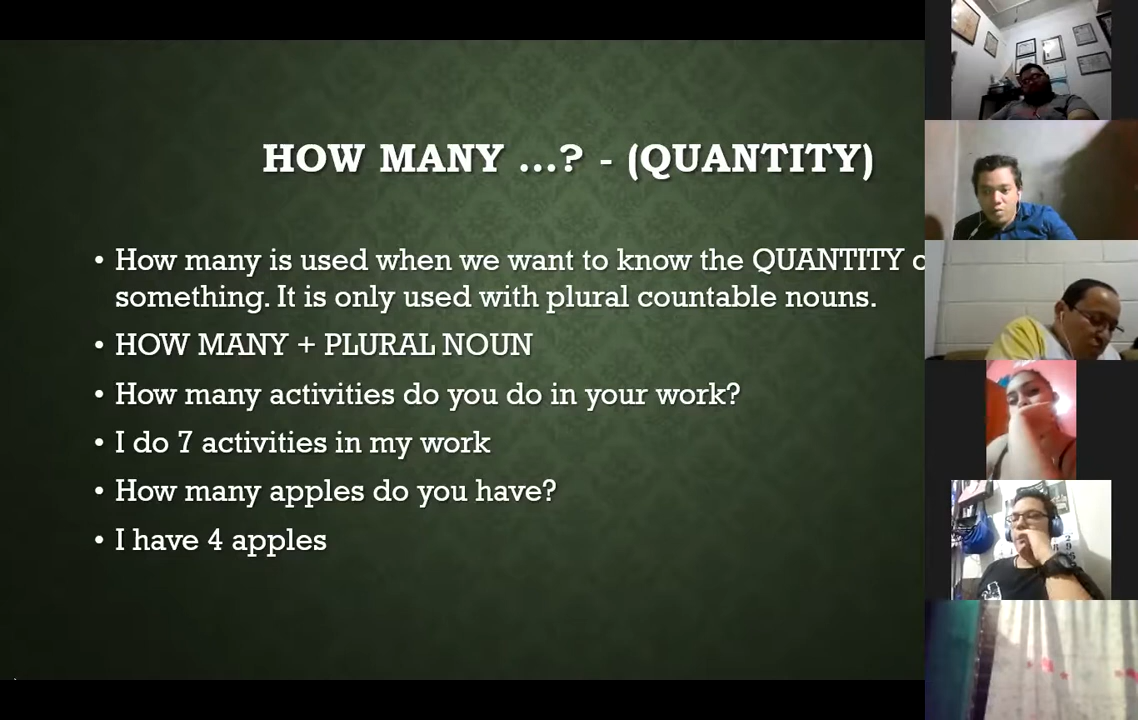 HOW MANY ...? - (QUANTITY)
• How many is used when we want to know the QUANTITY
something. It is only used with plural countable nouns.
• HOW MANY + PLURAL NOUN
• How many activities do you do in your work?
• I do 7 activities in my work
• How many apples do you have?
• I have 4 apples